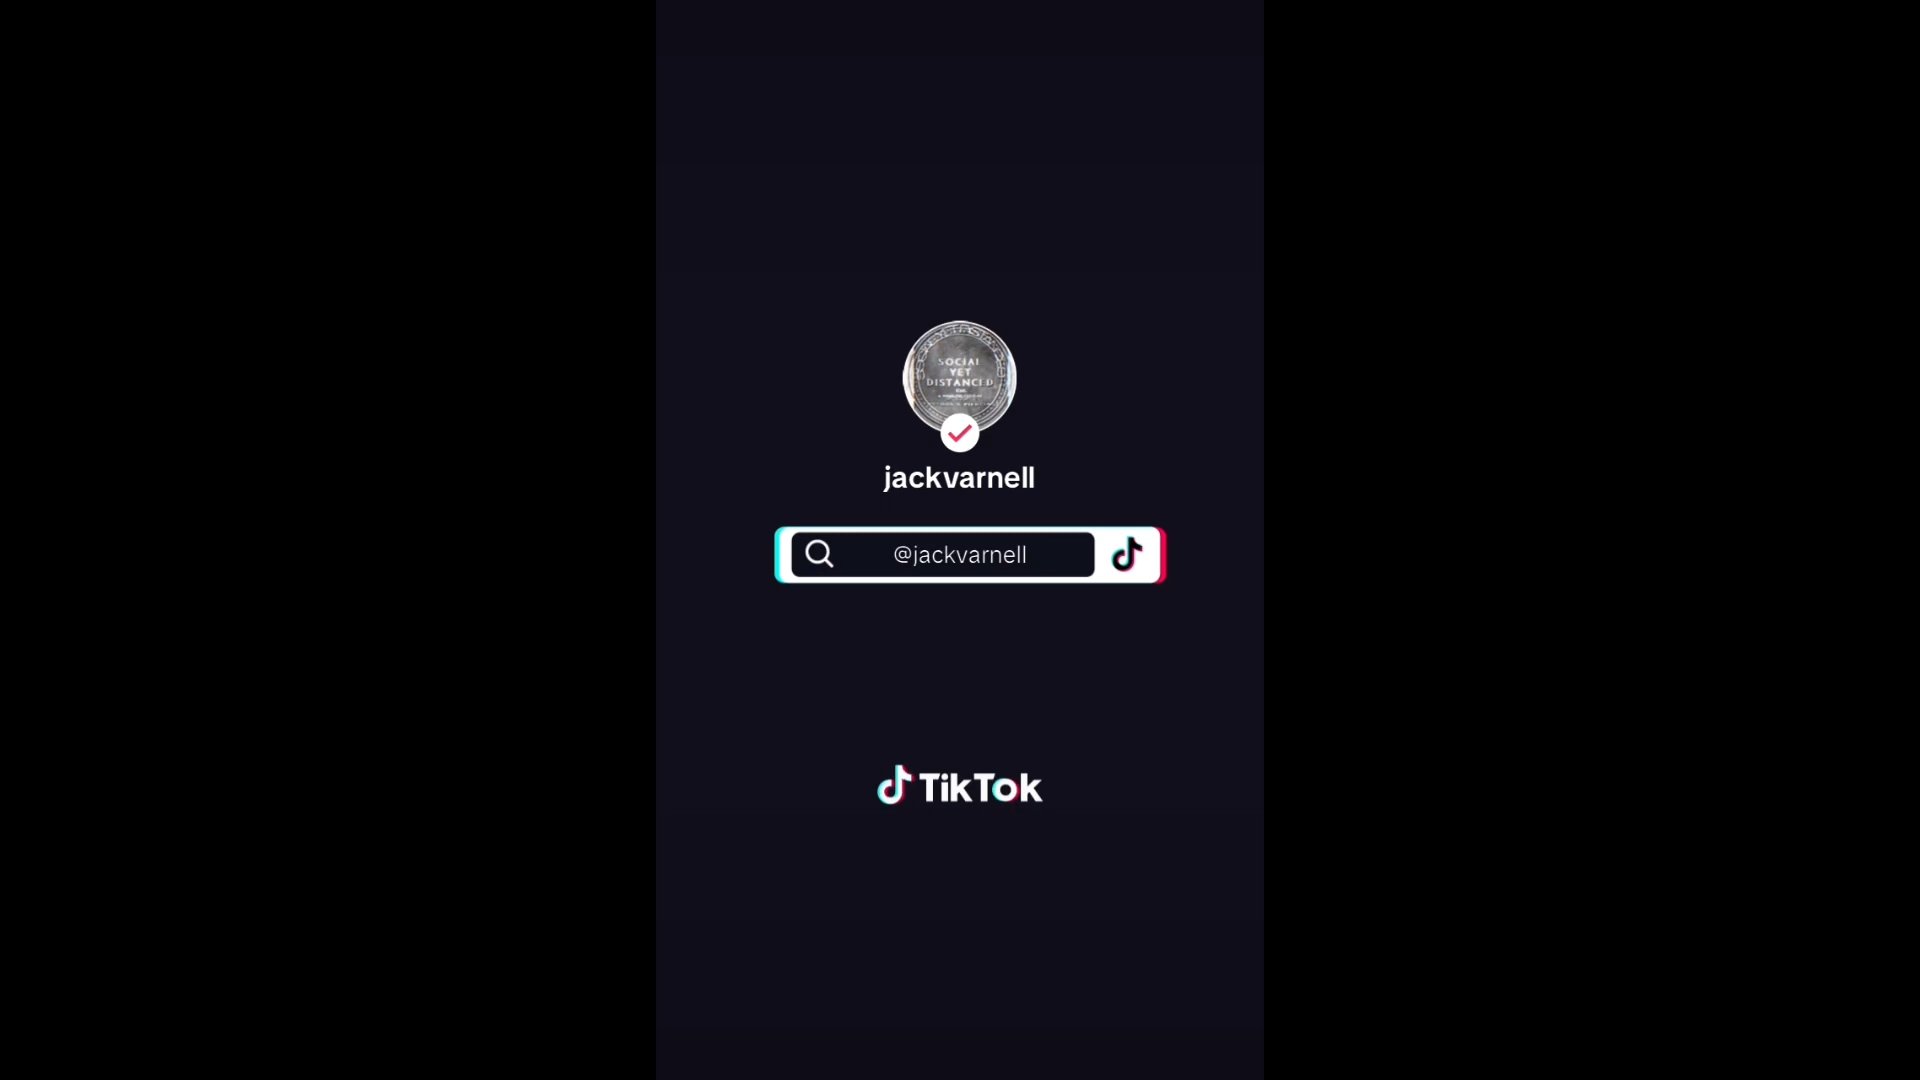 SOCIAL
YET
DISTANCED
jackvarnell
@jackvarnell
TikTok